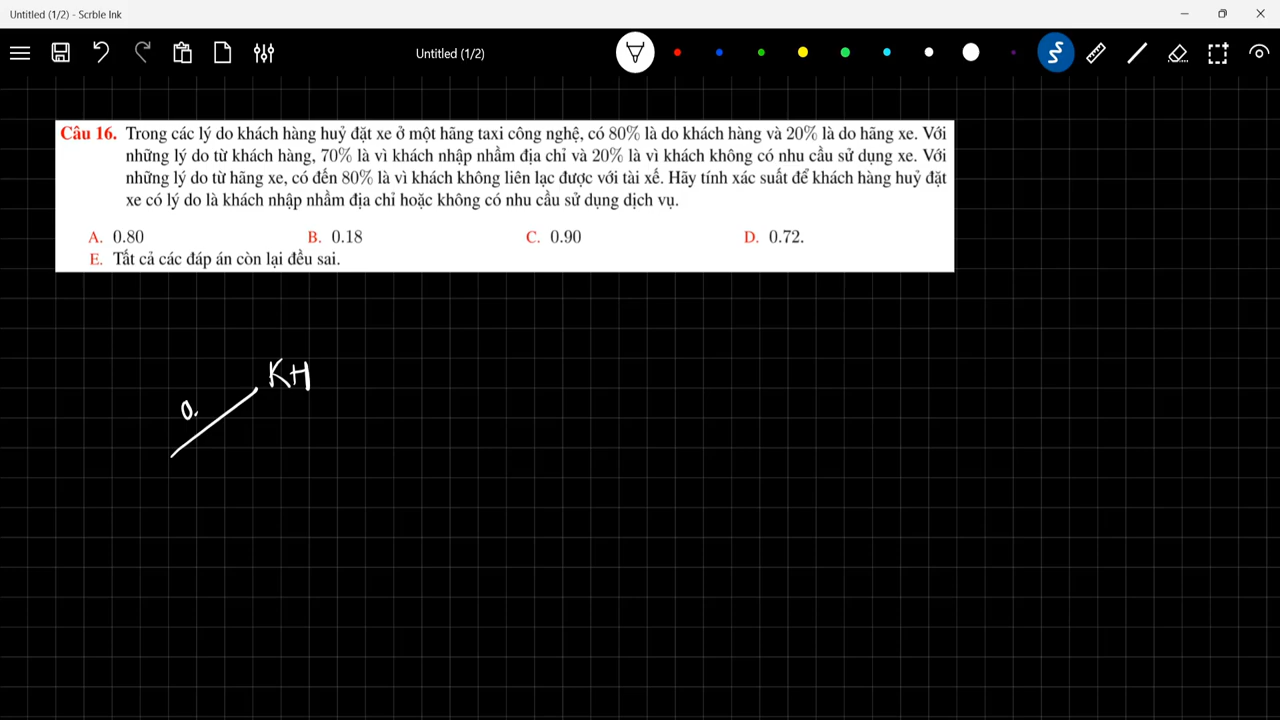 Untitled (1/2) - Scrble Ink
Untitled (1/2)
Câu 16. Trong các lý do khách hàng huỷ đặt xe ở một hãng taxi công nghệ, có 80% là do khách hàng và 20% là do hãng xe. Với
những lý do từ khách hàng, 70% là vì khách nhập nhầm địa chỉ và 20% là vì khách không có nhu cầu sử dụng xe. Với
những lý do từ hãng xe, có đến 80% là vì khách không liên lạc được với tài xế. Hãy tính xác suất để khách hàng huỷ đặt
xe có lý do là khách nhập nhầm địa chỉ hoặc không có nhu cầu sử dụng dịch vụ.
A. 0.80 B. 0.18 C. 0.90 D. 0.72.
E. Tất cả các đáp án còn lại đều sai.
KH
0.